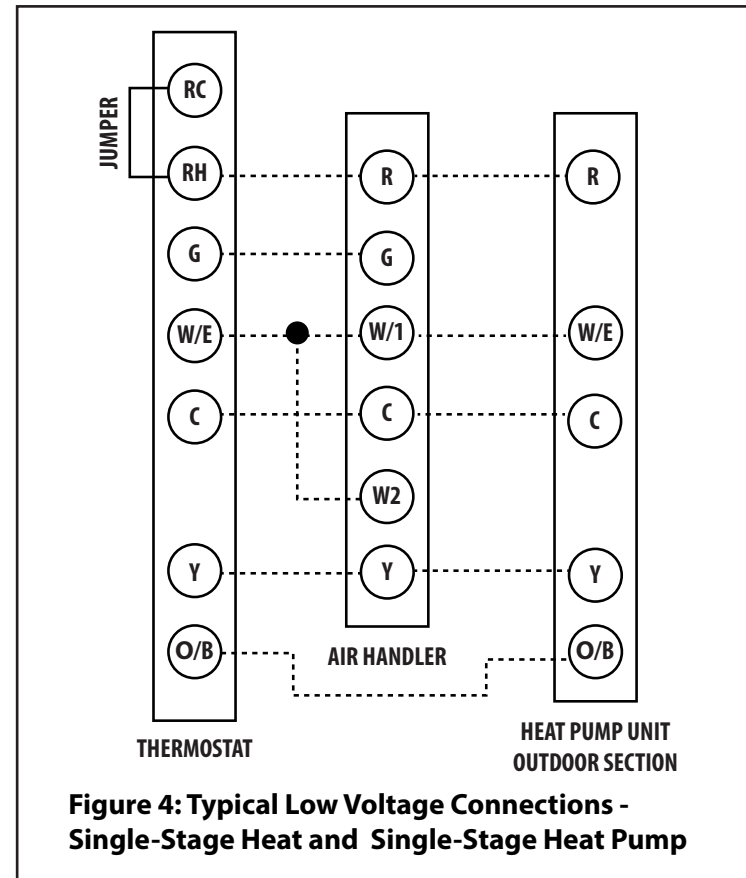 RC
JUMPER
RH
G
W/E
C
Y
O/B
THERMOSTAT
R
G
W/1
C
W2
Y
AIR HANDLER
R
W/E
C
Y
O/B
HEAT PUMP UNIT
OUTDOOR SECTION
Figure 4: Typical Low Voltage Connections -
Single-Stage Heat and Single-Stage Heat Pump